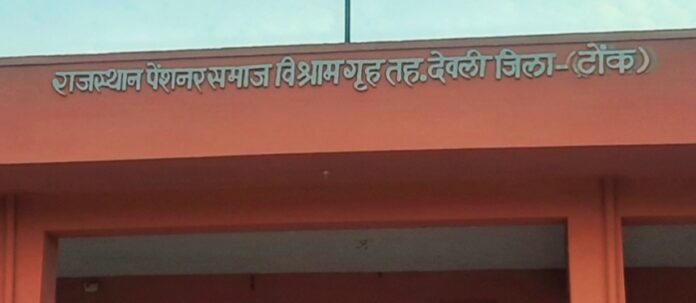 राजस्थान पेंशनर समाज विश्राम गृह तह.देवली जिला-(टोंक)